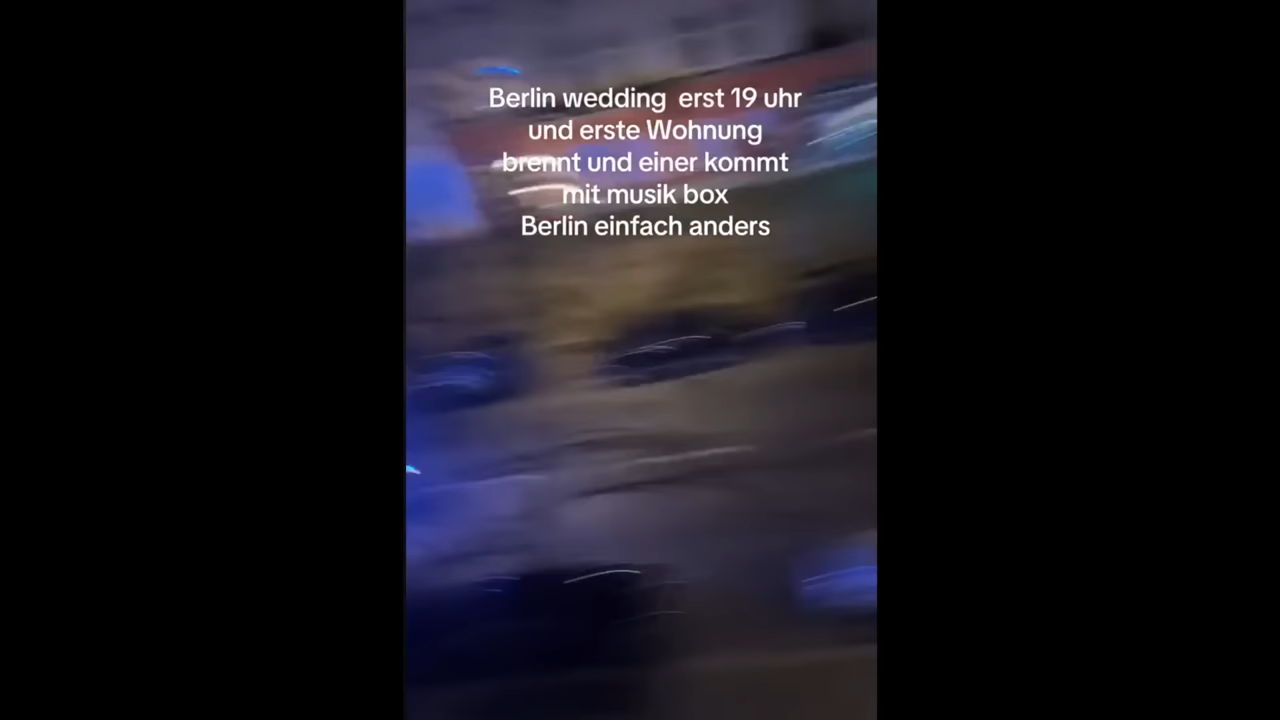 Berlin wedding  erst 19 uhr
und erste Wohnung
brennt und einer kommt
mit musik box
Berlin einfach anders